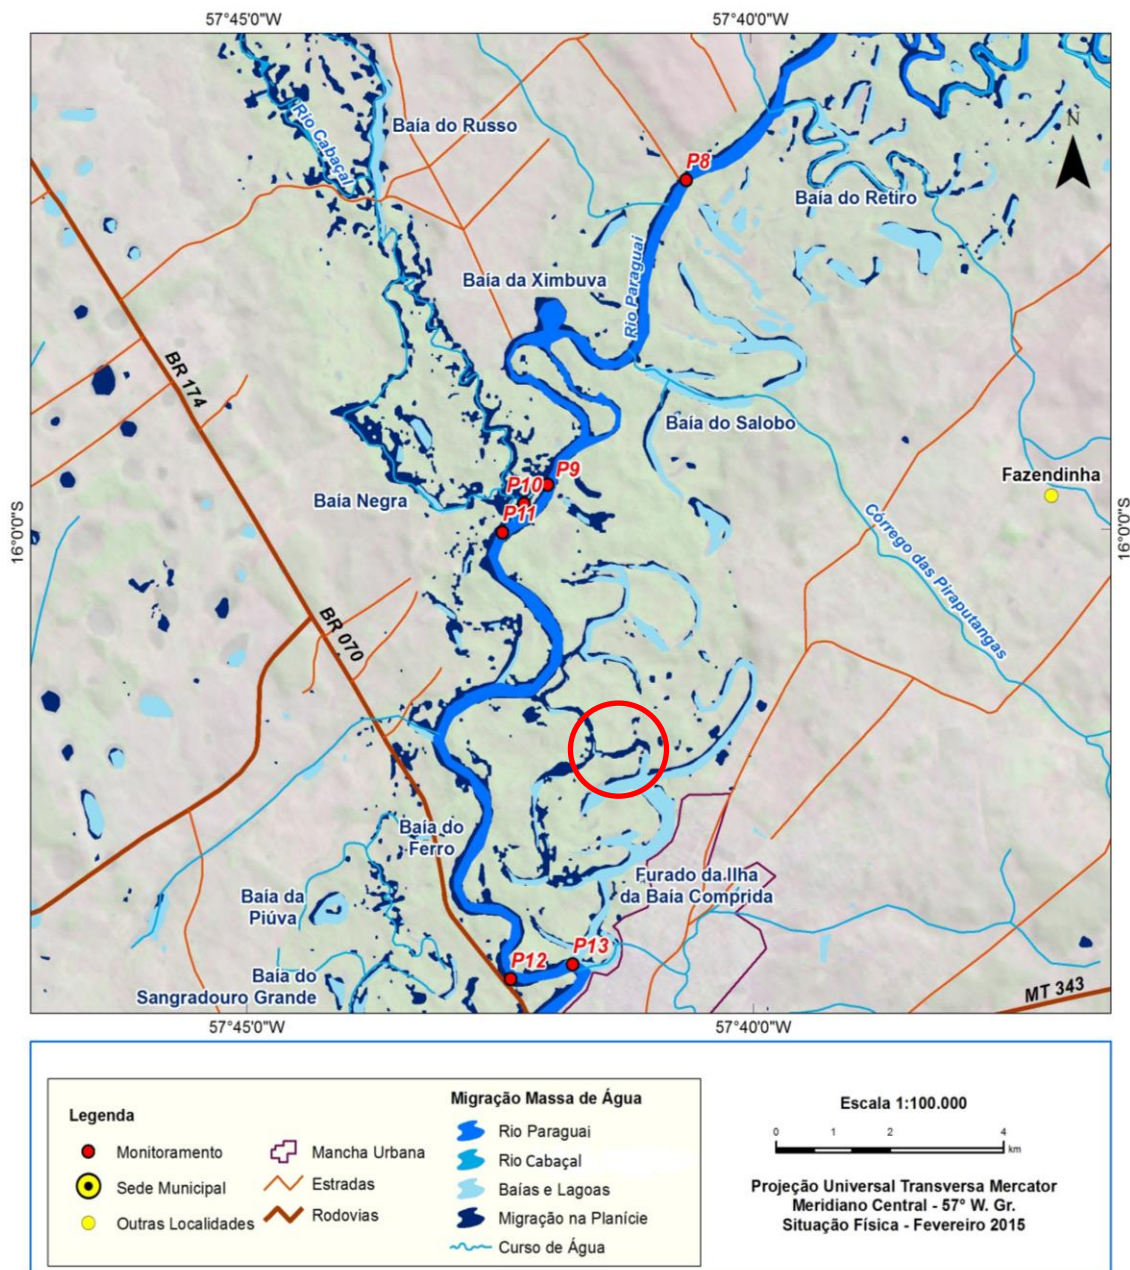 57°45'0"W
57°40'0"W
N
Rio Cabaçal
Baía do Russo
P8
Baía do Retiro
Baía da Ximbuva
Rio Paraguai
BR 174
Baía do Salobo
P9
P10
Baía Negra
P11
Fazendinha
16°0'0"S
16°0'0"S
Córrego das Piraputangas
BR 070
Baía do
Ferro
Furado da Ilha
da Baía Comprida
Baía da
Piúva
P13
P12
Baía do
Sangradouro Grande
MT 343
57°45'0"W
57°40'0"W
Legenda
Monitoramento
Sede Municipal
Outras Localidades
Mancha Urbana
Estradas
Rodovias
Migração Massa de Água
Rio Paraguai
Rio Cabaçal
Baías e Lagoas
Migração na Planície
Curso de Água
Escala 1:100.000
0 1 2 4
km
Projeção Universal Transversa Mercator
Meridiano Central - 57° W. Gr.
Situação Física - Fevereiro 2015